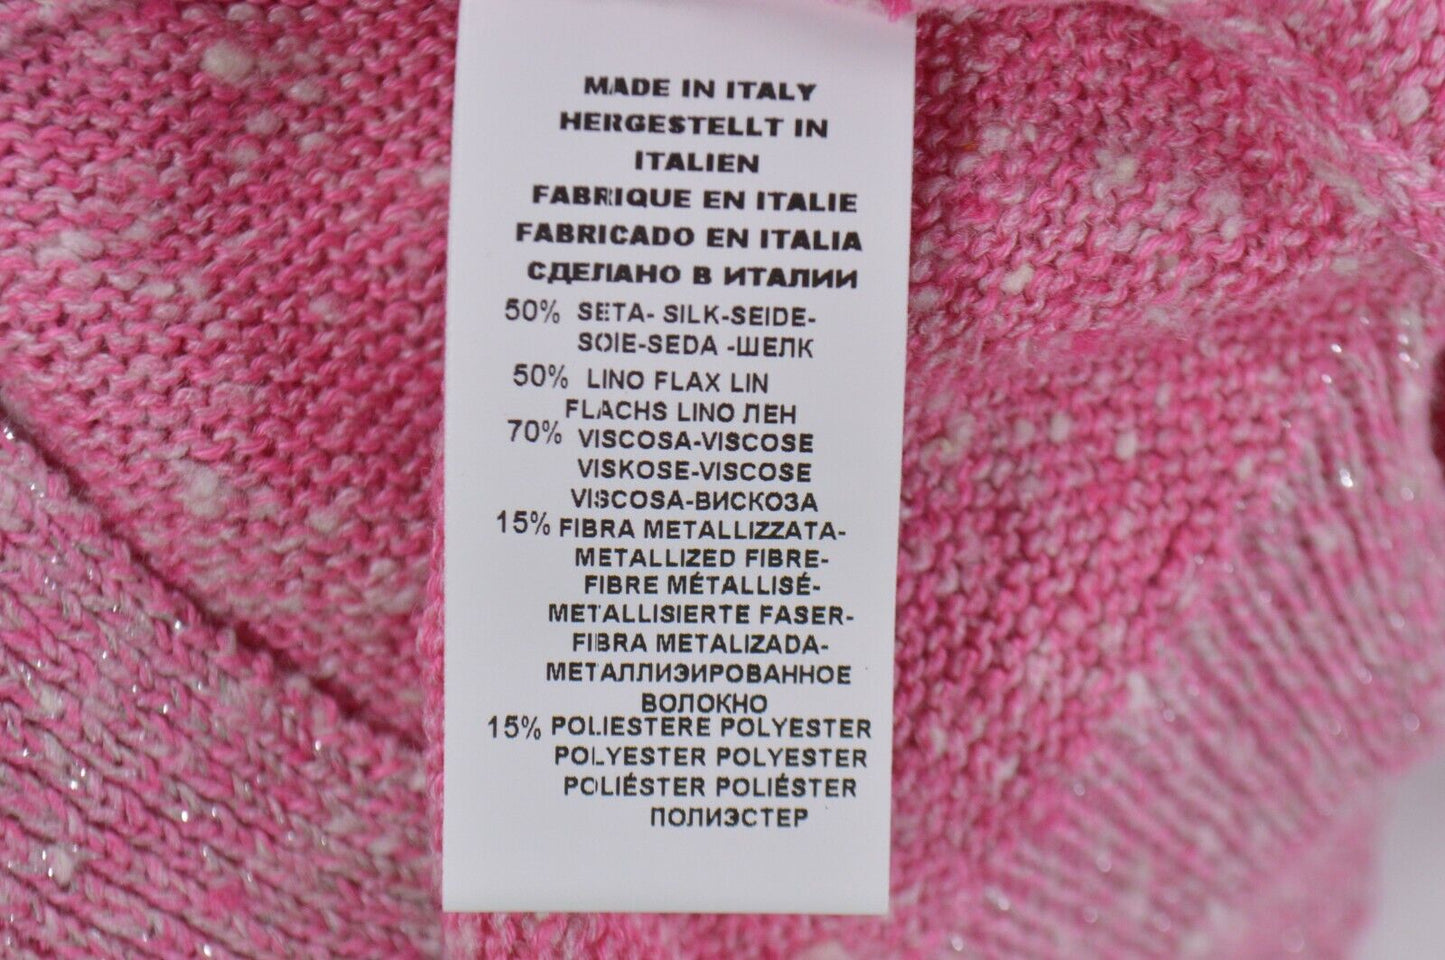 MADE IN ITALY
HERGESTELLT IN
ITALIEN
FABRIQUE EN ITALIE
FABRICADO EN ITALIA
СДЕЛАНО В ИТАЛИИ
50% SETA- SILK-SEIDE-
SOIE-SEDA -ШЕЛК
50% LINO FLAX LIN
FLACHS LINO ЛЕН
70% VISCOSA-VISCOSE
VISKOSE-VISCOSE
VISCOSA-ВИСКОЗА
15% FIBRA METALLIZZATA-
METALLIZED FIBRE-
FIBRE MÉTALLISÉ-
METALLISIERTE FASER-
FIBRA METALIZADA-
МЕТАЛЛИЭИРОВАННОЕ
ВОЛОКНО
15% POLIESTERE POLYESTER
POLYESTER POLYESTER
POLIÉSTER POLIÉSTER
ПОЛИЭСТЕР